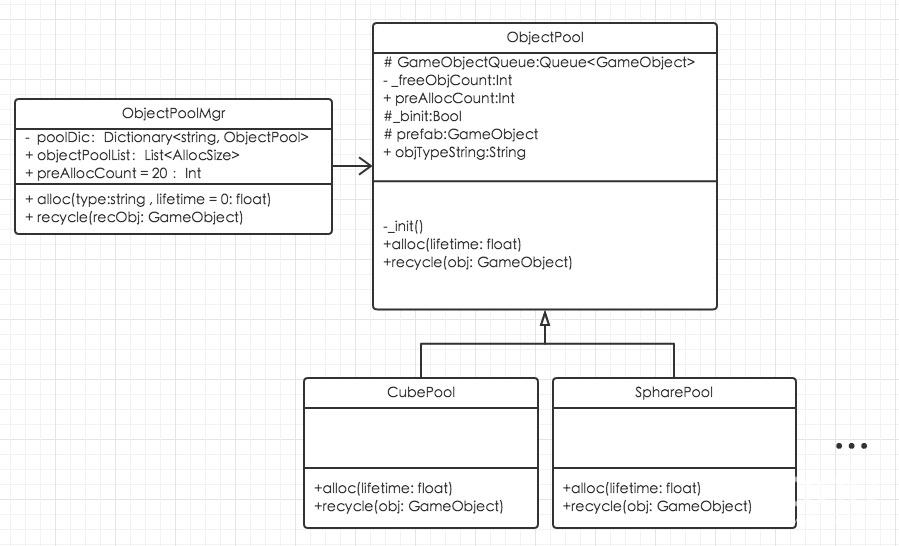 ObjectPool
# GameObjectQueue:Queue<GameObject>
- _freeObjCount:Int
+ preAllocCount:Int
#_binit:Bool
# prefab:GameObject
+ objTypeString:String
-_init()
+alloc(lifetime: float)
+recycle(obj: GameObject)
ObjectPoolMgr
- poolDic: Dictionary<string, ObjectPool>
+ objectPoolList: List<AllocSize>
+ preAllocCount = 20 : Int
+ alloc(type:string , lifetime = 0: float)
+ recycle(recObj: GameObject)
CubePool
+alloc(lifetime: float)
+recycle(obj: GameObject)
SpharePool
+alloc(lifetime: float)
+recycle(obj: GameObject)
...